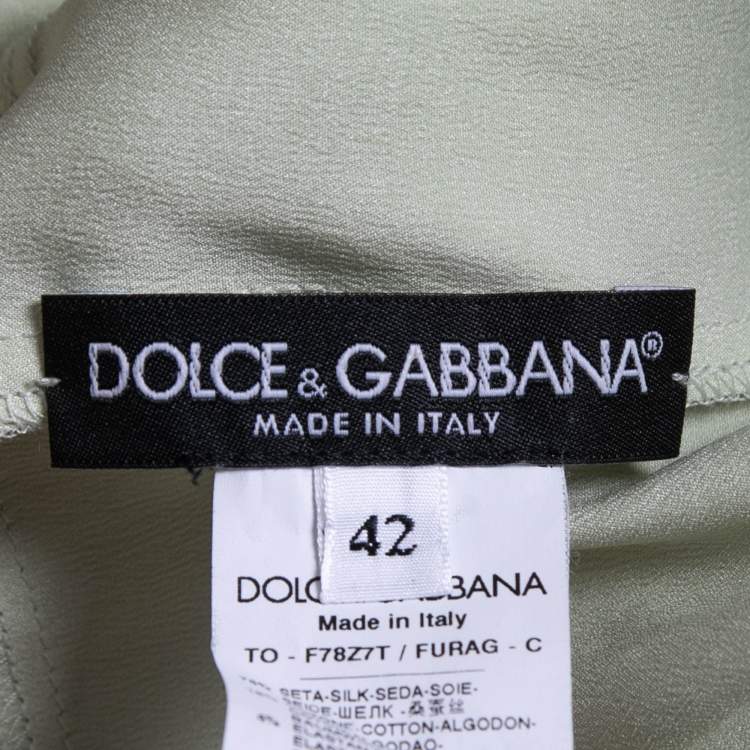 DOLCE & GABBANA®
MADE IN ITALY
42
GABBANA
Made in Italy
TO - F78Z7T / FURAG - C
SETA-SILK-SEDA-SOIE-
SEIDE-ШЕЛК - 桑蚕丝
COTTON-ALGODON-